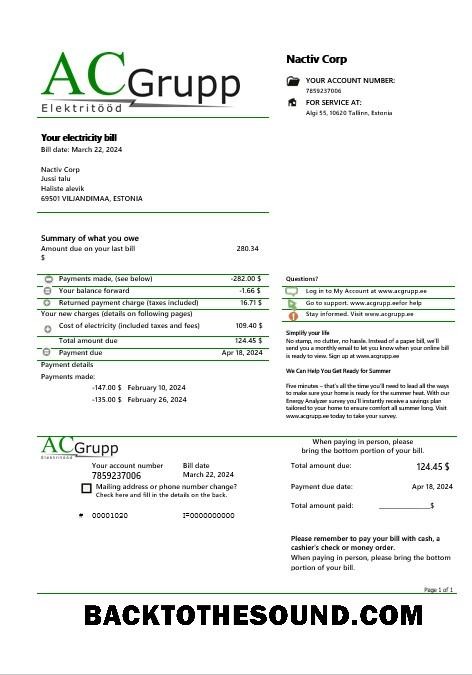 ACGrupp
Elektritööd
Nactiv Corp
YOUR ACCOUNT NUMBER:
7859237006
FOR SERVICE AT:
Algi 55, 10620 Tallinn, Estonia
Your electricity bill
Bill date: March 22, 2024
Nactiv Corp
Jussi talu
Haliste alevik
69501 VILJANDIMAA, ESTONIA
Summary of what you owe
Amount due on your last bill 280.34
$
Payments made, (see below) -282.00 $
Your balance forward -1.66 $
Returned payment charge (taxes included) 16.71 $
Your new charges (details on following pages)
Cost of electricity (included taxes and fees) 109.40 $
Total amount due 124.45 $
Payment due Apr 18, 2024
Payment details
Payments made:
-147.00 $ February 10, 2024
-135.00 $ February 26, 2024
Questions?
Log in to My Account at www.acgrupp.ee
Go to support. www.acgrupp.eefor help
Stay informed. Visit www.acgrupp.ee
Simplify your life
No stamp, no clutter, no hassle. Instead of a paper bill, we'll
send you a monthly email to let you know when your online bill
is ready to view. Sign up at www.acgrupp.ee
We Can Help You Get Ready for Summer
Five minutes – that's all the time you'll need to lead all the ways
to make sure your home is ready for the summer heat. With our
Energy Analyzer survey you'll instantly receive a savings plan
tailored to your home to ensure comfort all summer long. Visit
www.acgrupp.ee today to take your survey.
ACGrupp
Elektritööd
Your account number Bill date
7859237006 March 22, 2024
Mailing address or phone number change?
Check here and fill in the details on the back.
# 00001020 I=0000000000
When paying in person, please
bring the bottom portion of your bill.
Total amount due: 124.45 $
Payment due date: Apr 18, 2024
Total amount paid: ______________$
Please remember to pay your bill with cash, a
cashier's check or money order.
When paying in person, please bring the bottom
portion of your bill.
Page 1 of 1
BACKTOTHESOUND.COM